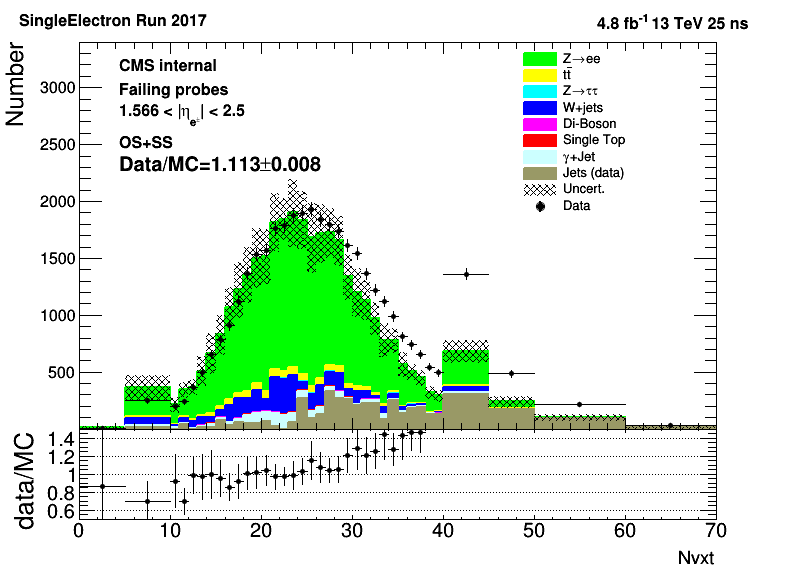 SingleElectron Run 2017
4.8 fb⁻¹ 13 TeV 25 ns
Number
3000
2500
2000
1500
1000
500
CMS internal
Failing probes
1.566 < |η_e±| < 2.5
OS+SS
Data/MC=1.113±0.008
Z→ee
tt̄
Z→ττ
W+jets
Di-Boson
Single Top
γ+Jet
Jets (data)
Uncert.
Data
data/MC
1.4
1.2
1
0.8
0.6
0 10 20 30 40 50 60 70
Nvxt